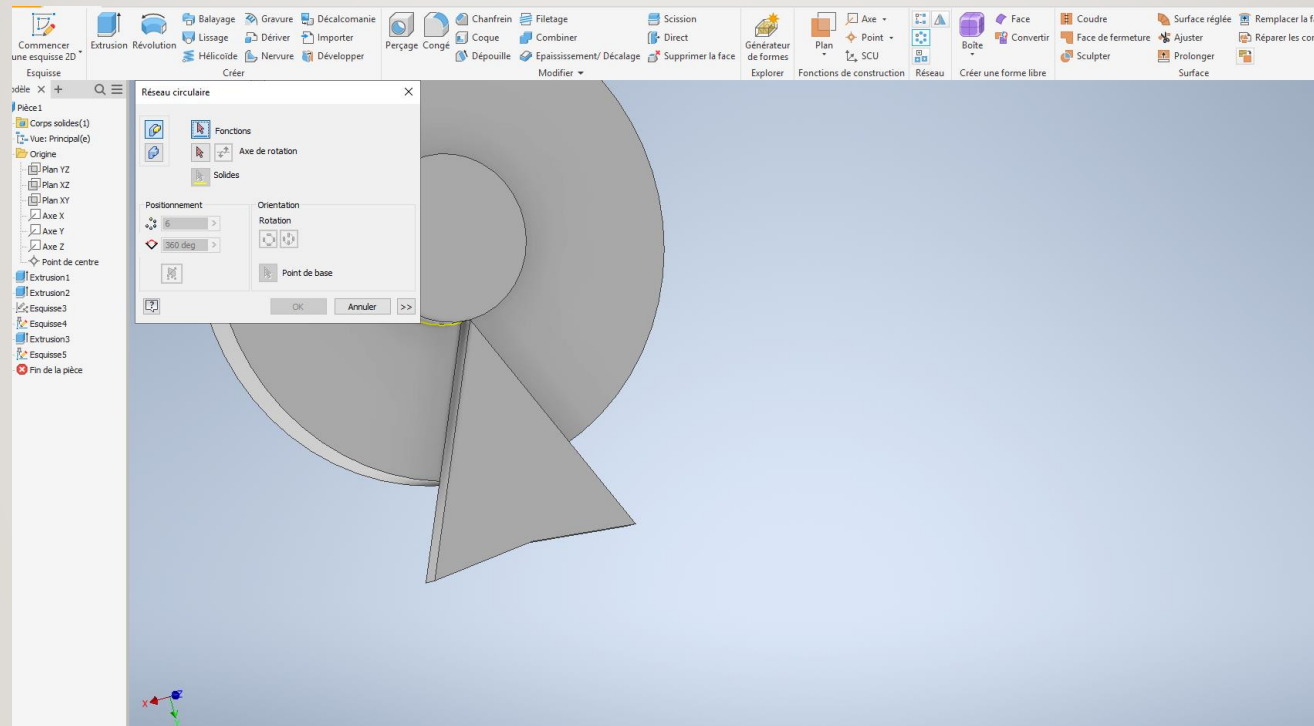 Balayage Gravure Décalcomanie Chanfrein Filetage Scission Axe Face Coudre Surface réglée Remplacer la fa
Lissage Dériver Importer Coque Combiner Direct Point Convertir Face de fermeture Ajuster Réparer les cor
Commencer Extrusion Révolution Perçage Congé Générateur Plan Boîte
une esquisse 2D Hélicoïde Nervure Développer Dépouille Epaississement/ Décalage Supprimer la face de formes SCU Sculpter Prolonger
Esquisse Créer Modifier Explorer Fonctions de construction Réseau Créer une forme libre Surface
odèle × +
Réseau circulaire
Pièce1
Corps solides(1)
Vue: Principal(e)
Origine
Plan YZ
Plan XZ
Plan XY
Axe X
Axe Y
Axe Z
Point de centre
Extrusion1
Extrusion2
Esquisse3
Esquisse4
Extrusion3
Esquisse5
Fin de la pièce
Fonctions
Axe de rotation
Solides
Positionnement Orientation
6 > Rotation
360 deg >
Point de base
? OK Annuler >>
X Z
Y